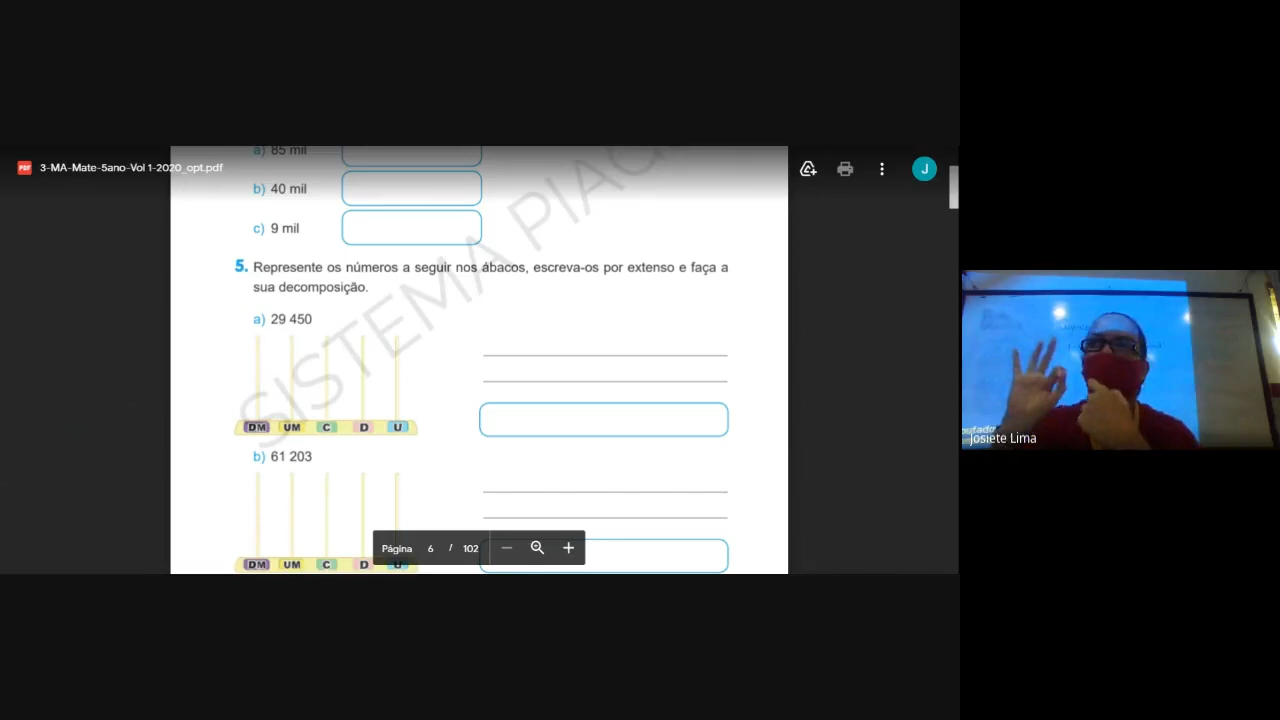 3-MA-Mate-5ano-Vol 1-2020_opt.pdf
J
a) 85 mil
b) 40 mil
c) 9 mil
5. Represente os números a seguir nos ábacos, escreva-os por extenso e faça a
sua decomposição.
a) 29 450
DM UM C D U
b) 61 203
DM UM C D U
Página 6 / 102
SISTEMA PIAG
Josiete Lima